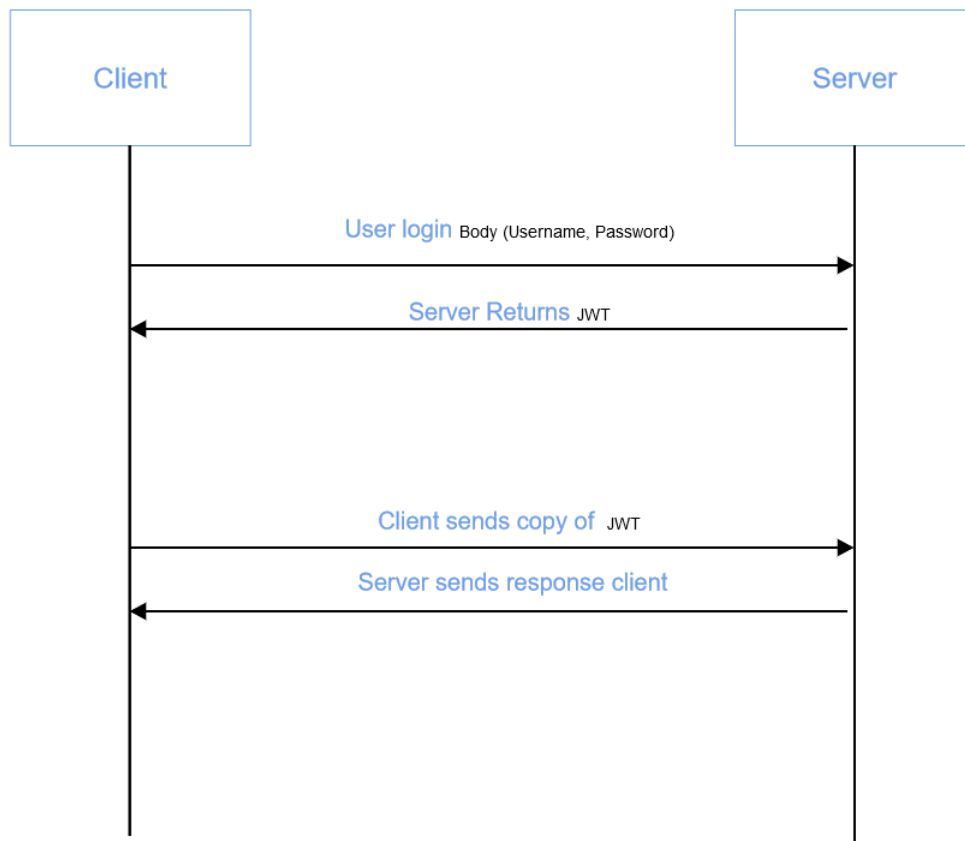 Client
Server
User login Body (Username, Password)
Server Returns JWT
Client sends copy of JWT
Server sends response client